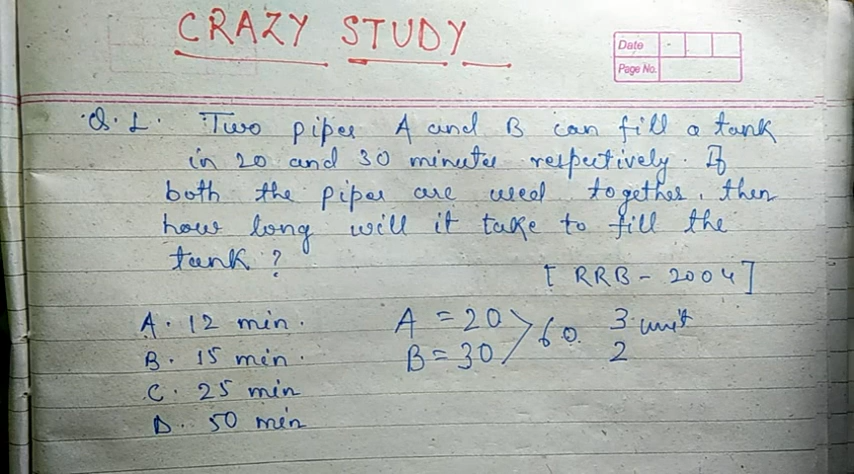 CRAZY STUDY
Date
Page No.
Q.1. Two pipes A and B can fill a tank
in 20 and 30 minutes respectively. If
both the pipes are used together, then
how long will it take to fill the
tank?
[RRB-2004]
A. 12 min.
B. 15 min.
C. 25 min
D. 50 min
A = 20 > 60. 3 unit
B = 30 2